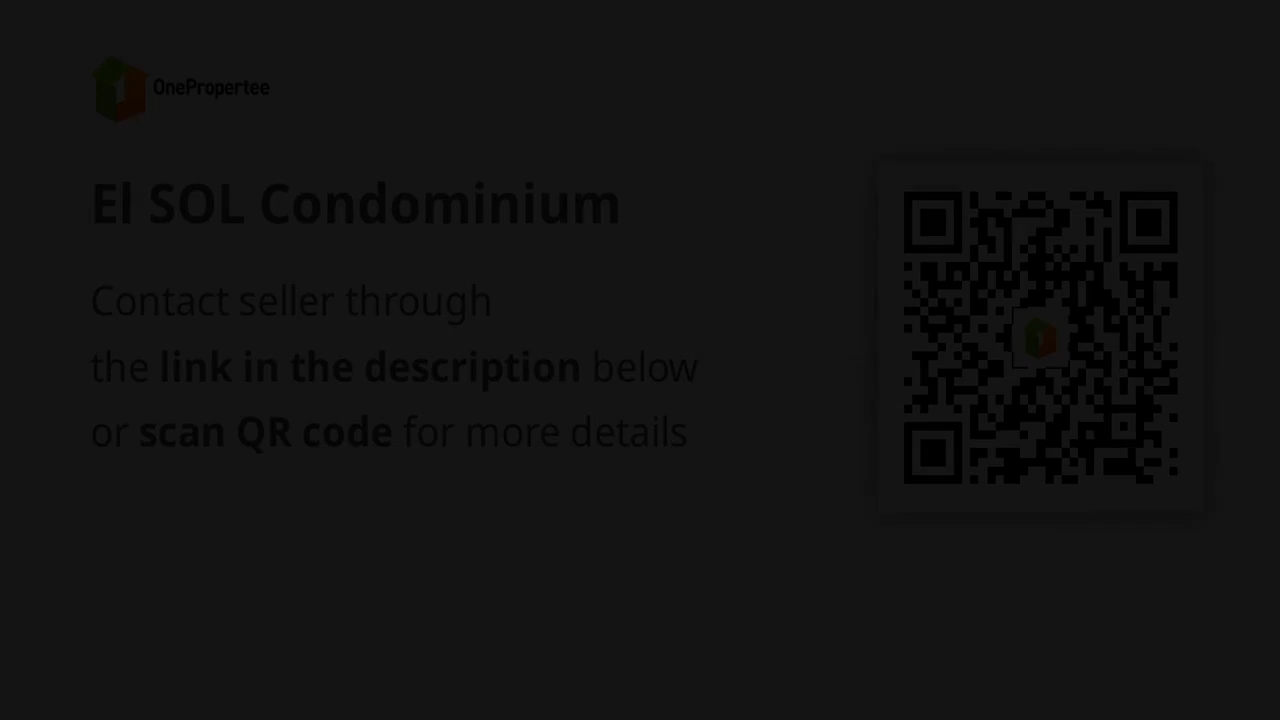 OnePropertee
El SOL Condominium
Contact seller through
the link in the description below
or scan QR code for more details